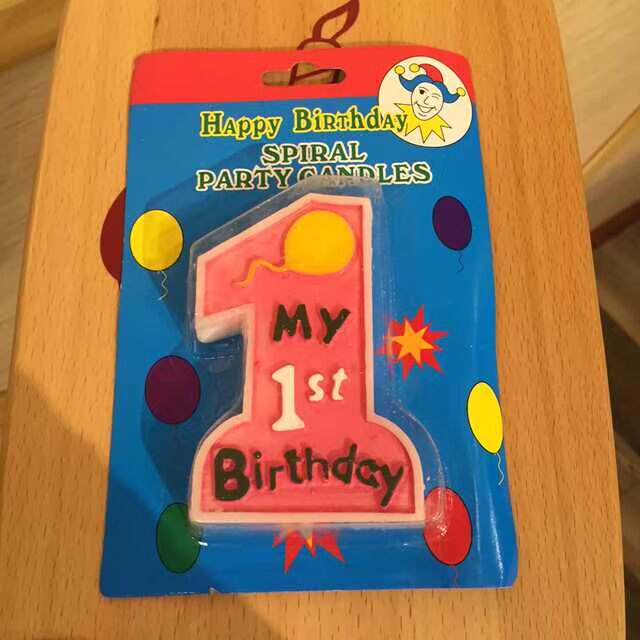 Happy Birthday
SPIRAL
PARTY CANDLES
My
1st
Birthday